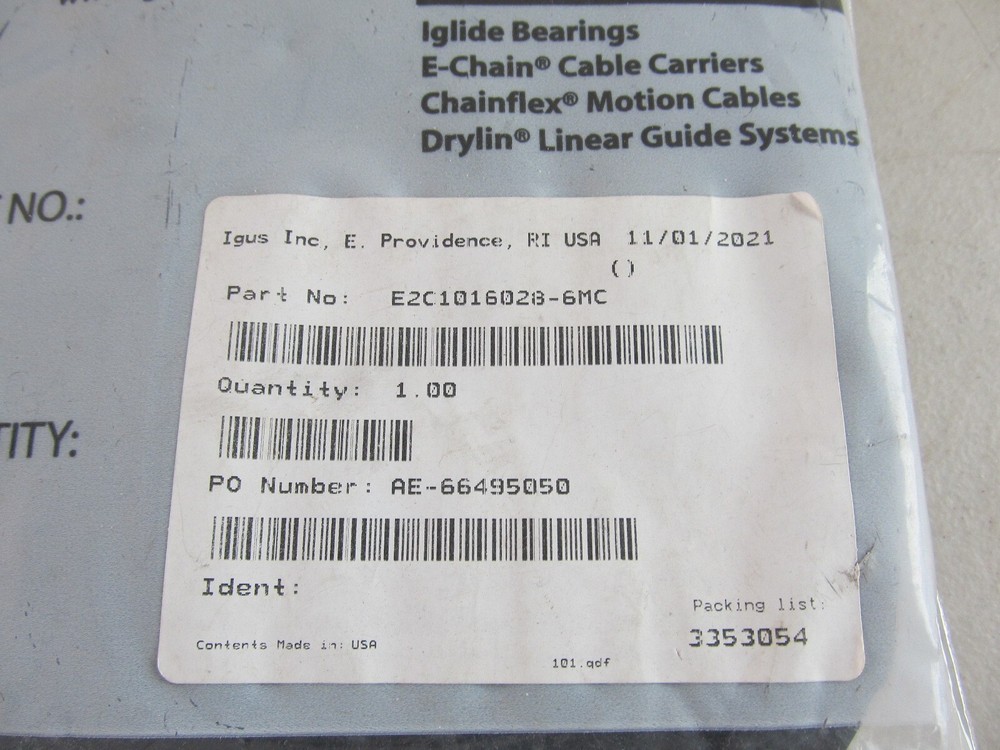 Iglide Bearings
E-Chain® Cable Carriers
Chainflex® Motion Cables
Drylin® Linear Guide Systems
NO.:
Igus Inc, E. Providence, RI USA 11/01/2021
()
Part No: E2C1016028-6MC
Quantity: 1.00
TITY:
PO Number: AE-66495050
Ident:
Packing list:
3353054
Contents Made in: USA
101.qdf